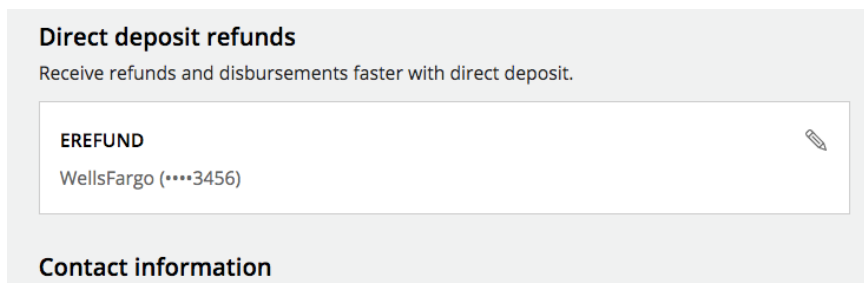 Direct deposit refunds
Receive refunds and disbursements faster with direct deposit.
EREFUND
WellsFargo (••••3456)
Contact information